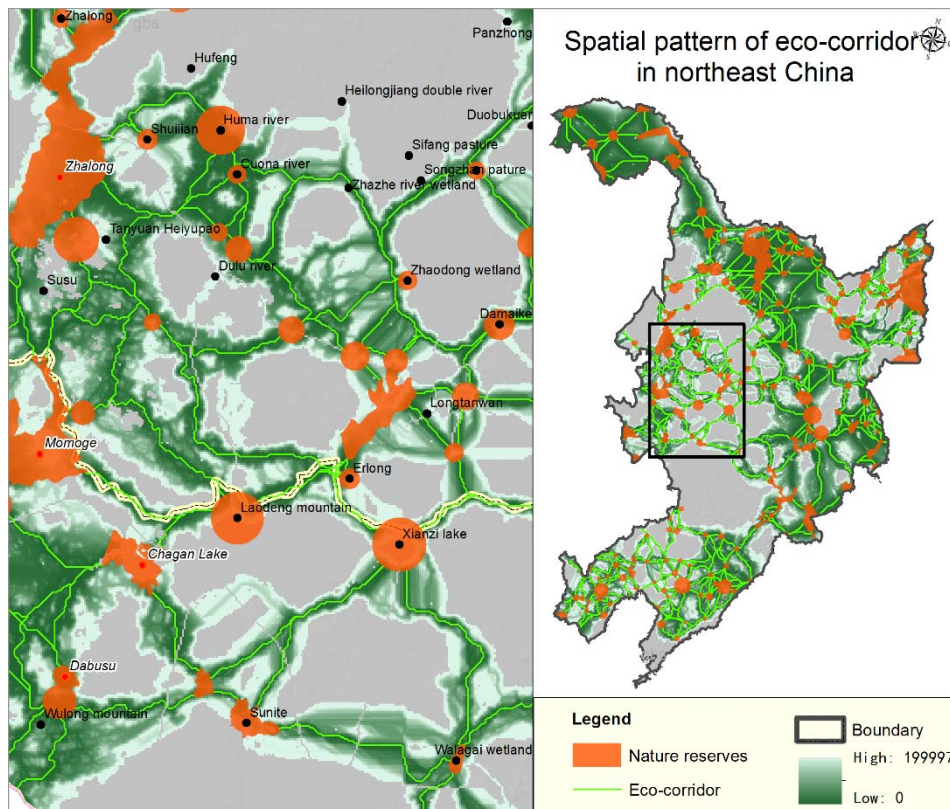 Zhalong
gbs
Panzhong
Hufeng
Heilongjiang double river
Duobukuer
Huma river
Shuilian
Sifang pasture
Cuona river
Songzhan pature
Zhalong
Zhazhe river wetland
Tanyuan Heiyupao
Dulu river
Zhaodong wetland
Susu
Damaike
Longtanwan
Momoge
Erlong
Laodeng mountain
Xianzi lake
Chagan Lake
Dabusu
Wulong mountain
Sunite
Walagai wetland
Spatial pattern of eco-corridor
in northeast China
N
W
E
S
Legend
Nature reserves
Eco-corridor
Boundary
High: 199997
Low: 0